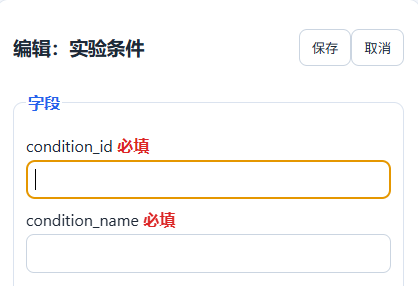 编辑：实验条件
保存
取消
字段
condition_id 必填
condition_name 必填